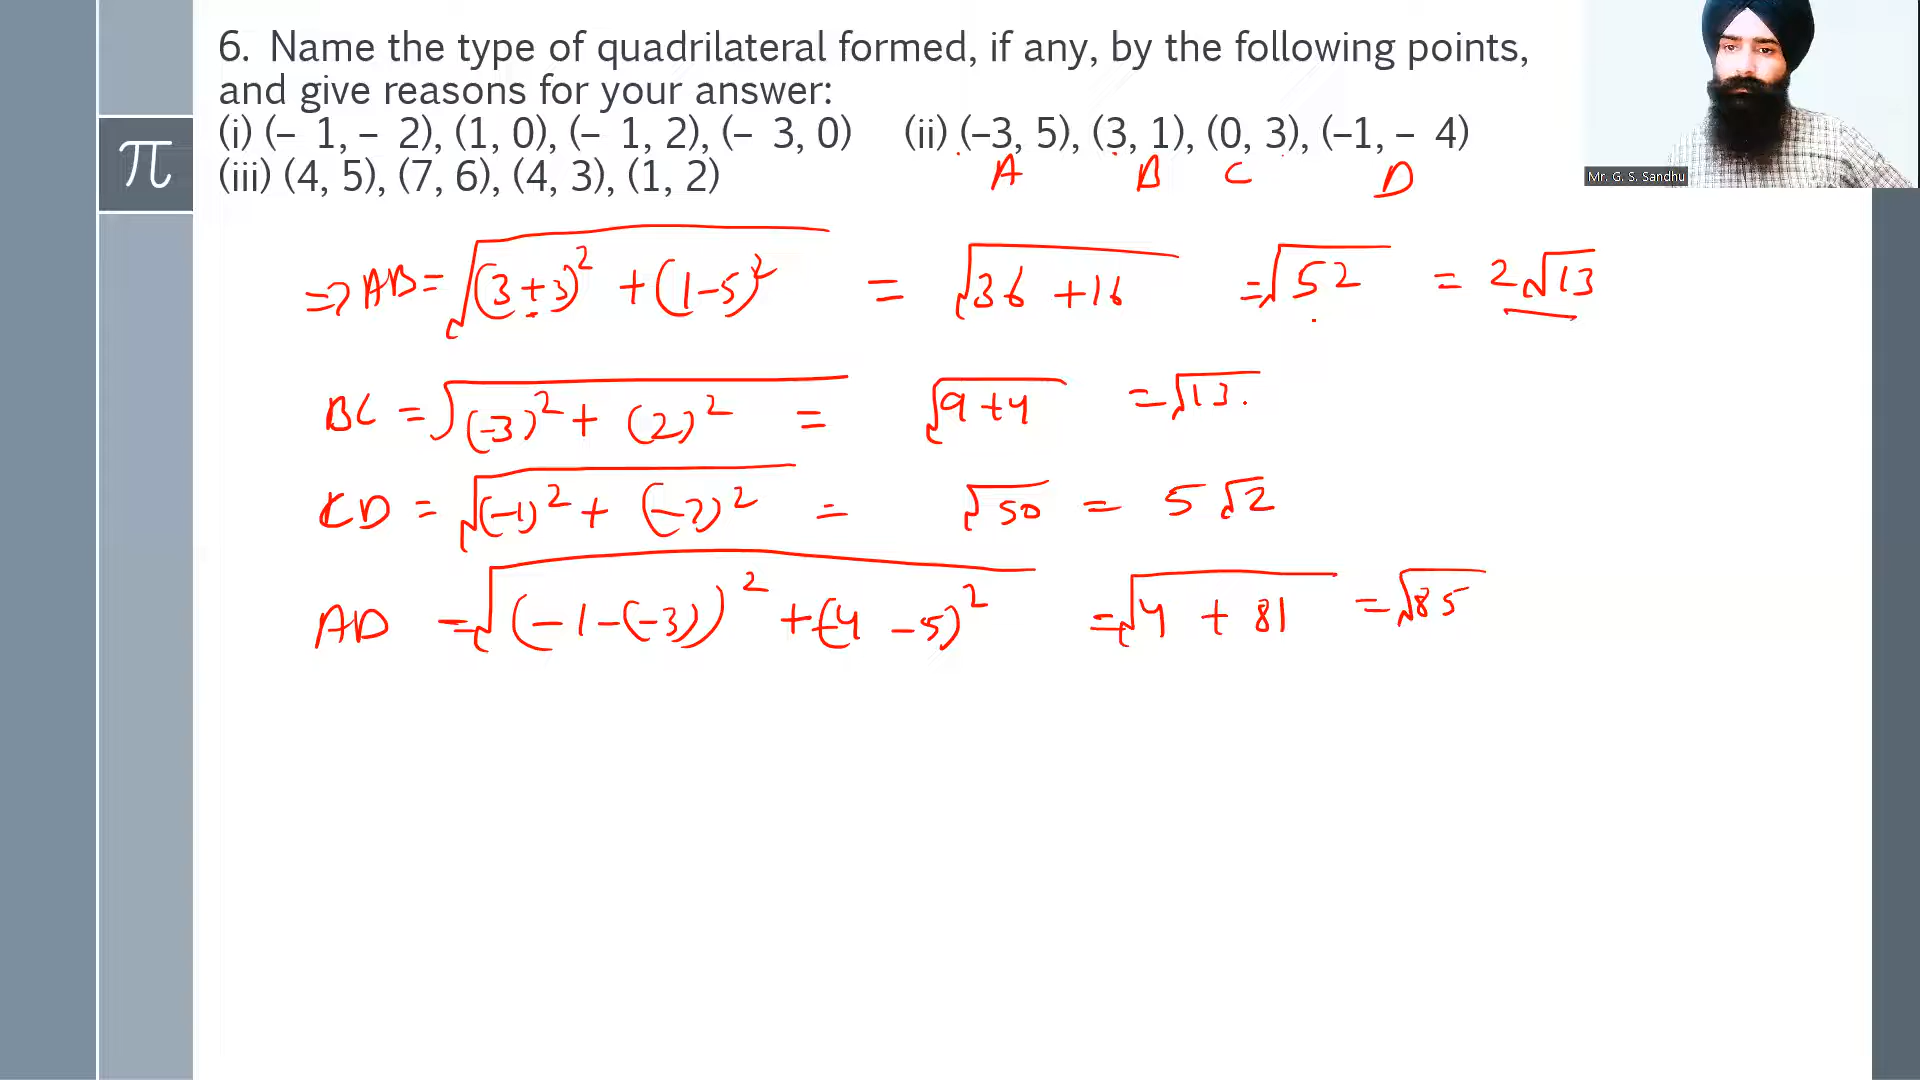 6. Name the type of quadrilateral formed, if any, by the following points,
and give reasons for your answer:
(i) (– 1, – 2), (1, 0), (– 1, 2), (– 3, 0) (ii) (–3, 5), (3, 1), (0, 3), (–1, – 4)
(iii) (4, 5), (7, 6), (4, 3), (1, 2)
A B C D
π
Mr. G. S. Sandhu
⇒ AB = √(3+3)² + (1-5)² = √36 + 16 = √52 = 2√13
BC = √(-3)² + (2)² = √9+4 = √13.
CD = √(-1)² + (-7)² = √50 = 5√2
AD = √(-1-(-3))² + (-4 -5)² = √4 + 81 = √85